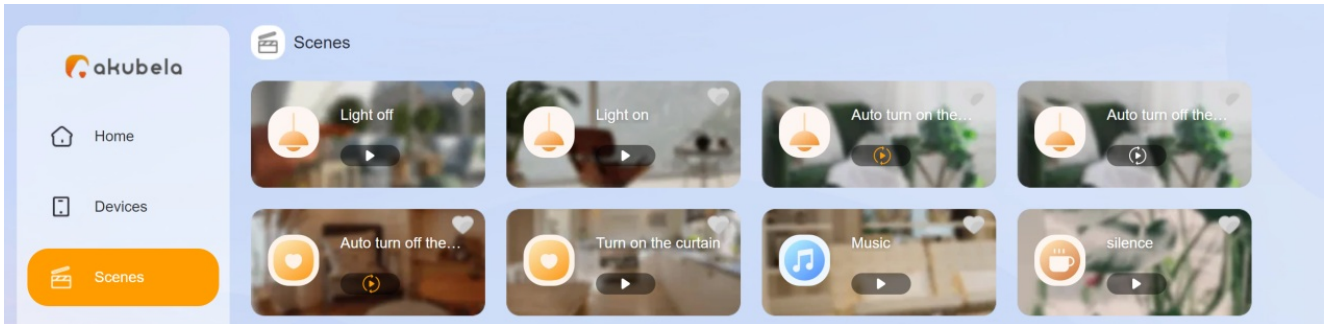 akubela
Scenes
Home
Devices
Scenes
Light off
Light on
Auto turn on the...
Auto turn off the...
Auto turn off the...
Turn on the curtain
Music
silence